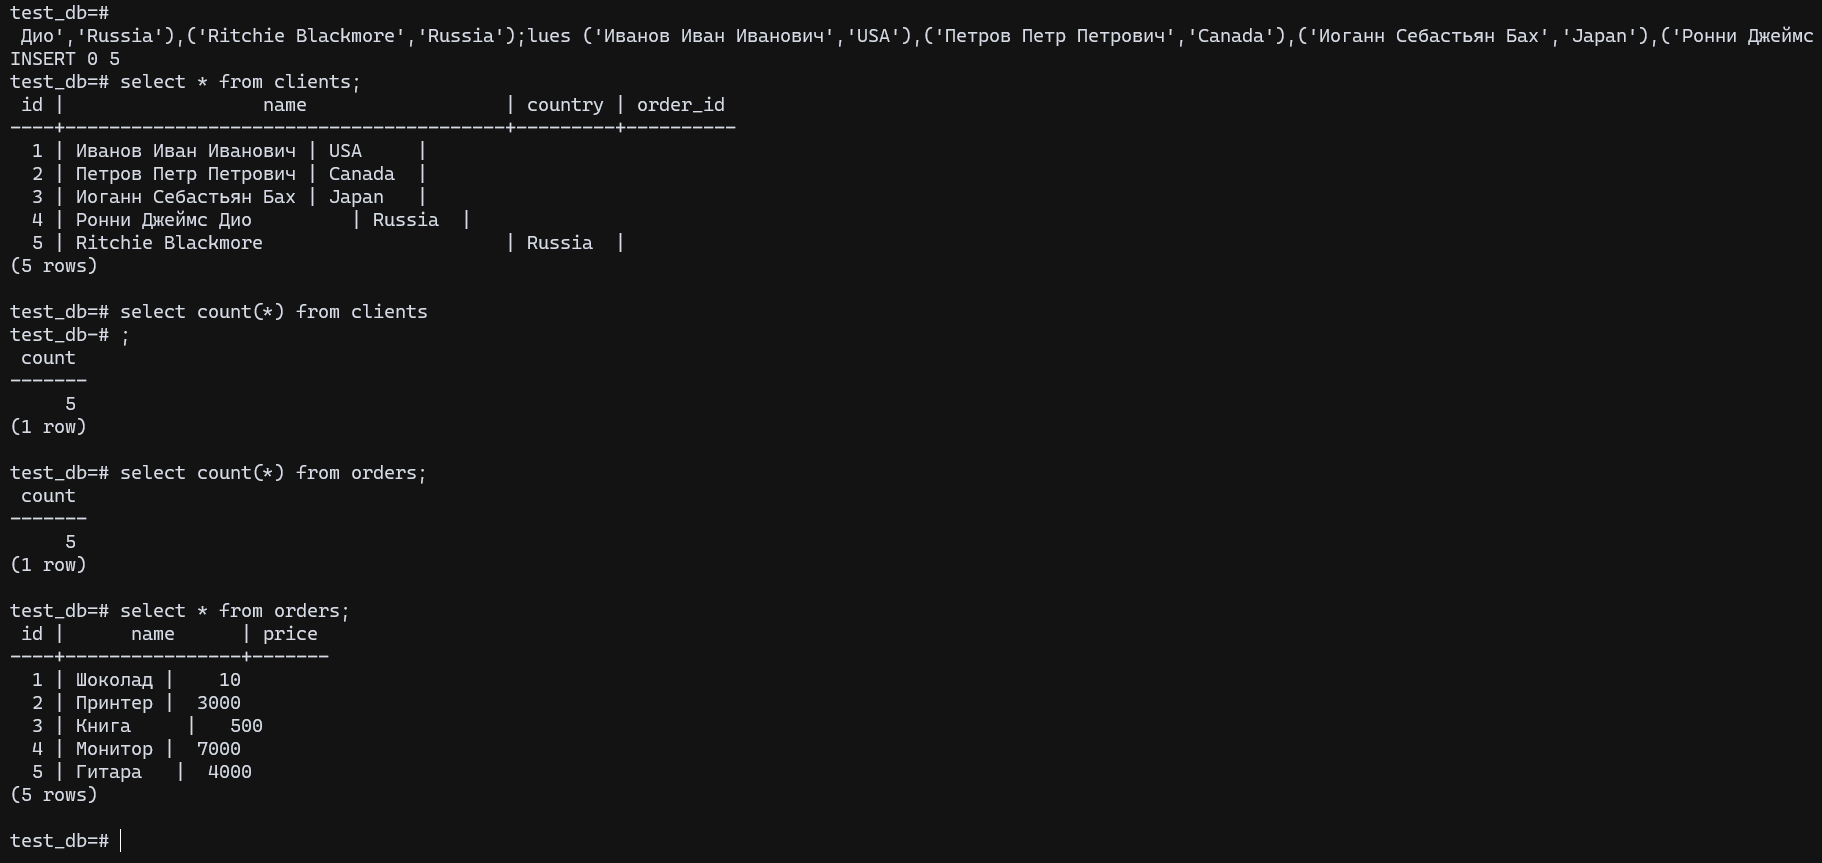 test_db=#
 Дио','Russia'),('Ritchie Blackmore','Russia');lues ('Иванов Иван Иванович','USA'),('Петров Петр Петрович','Canada'),('Иоганн Себастьян Бах','Japan'),('Ронни Джеймс
INSERT 0 5
test_db=# select * from clients;
 id |                  name                  | country | order_id
----+----------------------------------------+---------+----------
  1 | Иванов Иван Иванович | USA     |
  2 | Петров Петр Петрович | Canada  |
  3 | Иоганн Себастьян Бах | Japan   |
  4 | Ронни Джеймс Дио         | Russia  |
  5 | Ritchie Blackmore                      | Russia  |
(5 rows)

test_db=# select count(*) from clients
test_db-# ;
 count
-------
     5
(1 row)

test_db=# select count(*) from orders;
 count
-------
     5
(1 row)

test_db=# select * from orders;
 id |      name      | price
----+----------------+-------
  1 | Шоколад |    10
  2 | Принтер |  3000
  3 | Книга     |   500
  4 | Монитор |  7000
  5 | Гитара   |  4000
(5 rows)

test_db=#